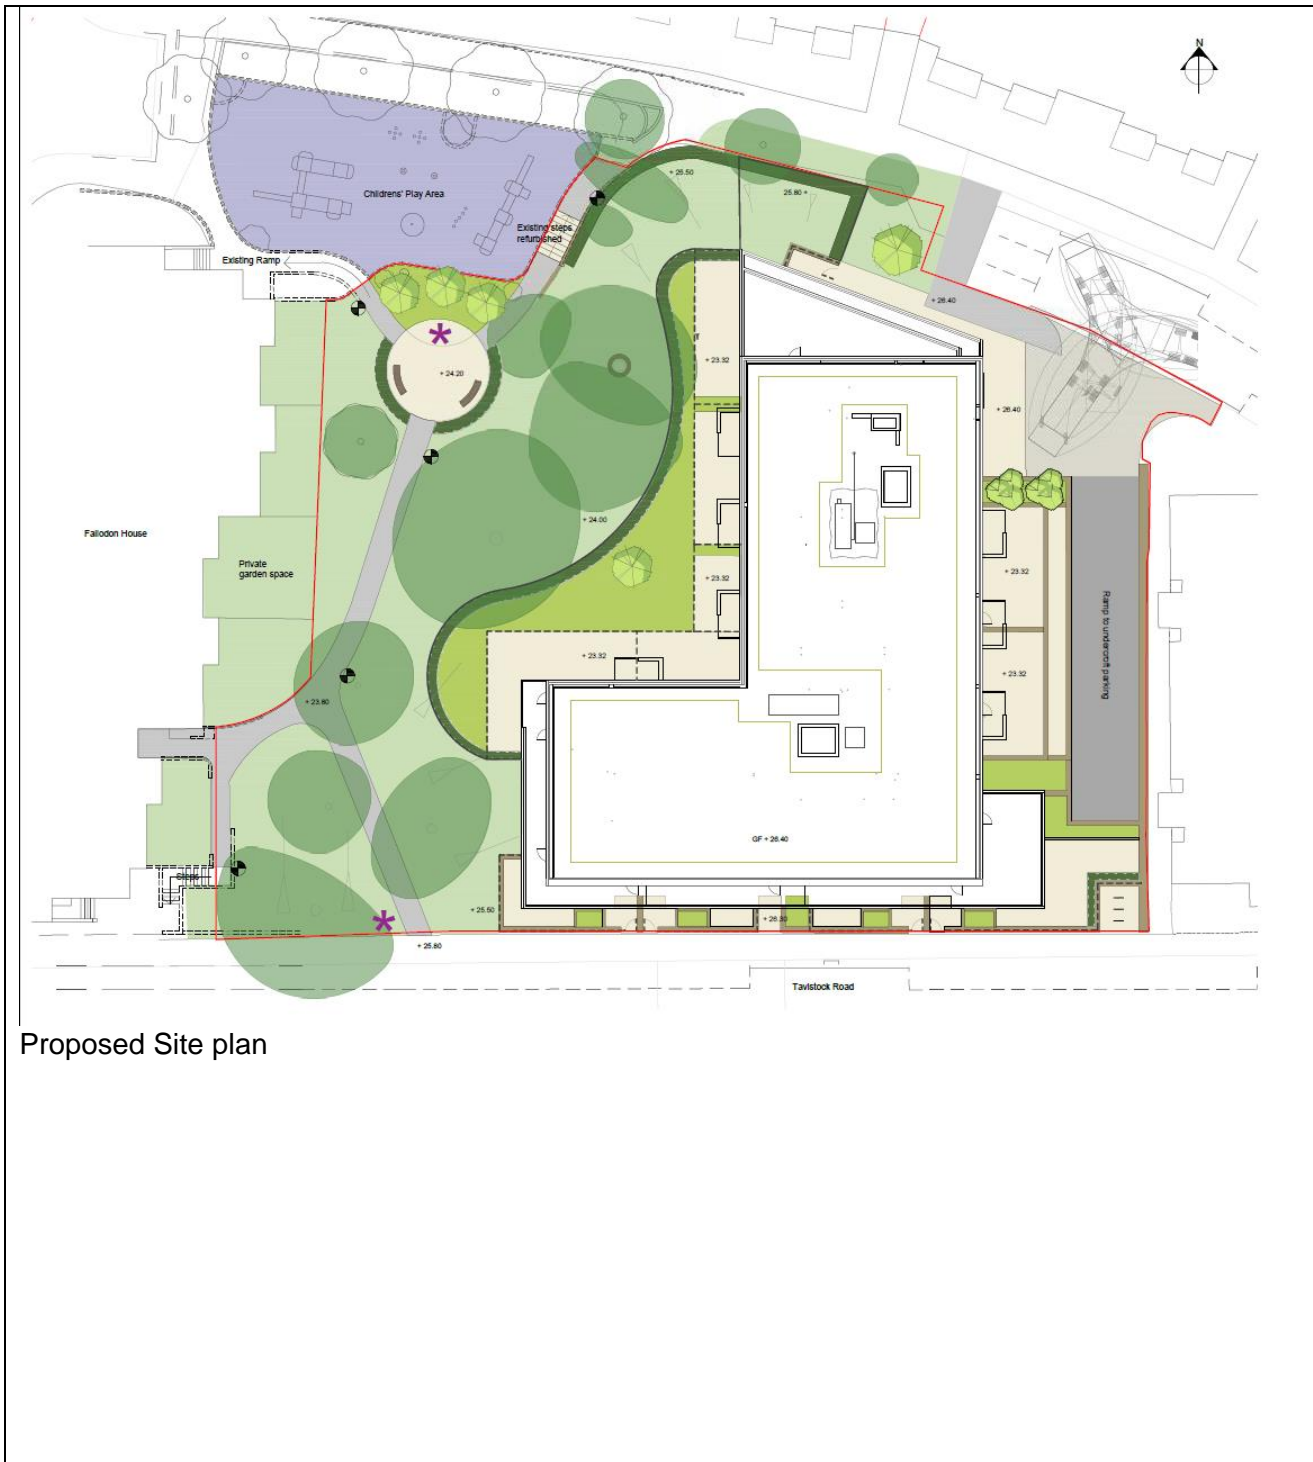 N
Childrens' Play Area
+ 25.50
25.80 +
Existing steps
refurbished
Existing Ramp
+ 26.40
+ 23.32
+ 24.20
+ 26.40
+ 24.00
Fallodon House
Private
garden space
+ 23.32
+ 23.32
Ramp to undercroft parking
+ 23.32
+ 23.32
+ 23.80
GF + 26.40
Steps
+ 25.50
+ 26.30
+ 25.80
Tavistock Road
Proposed Site plan